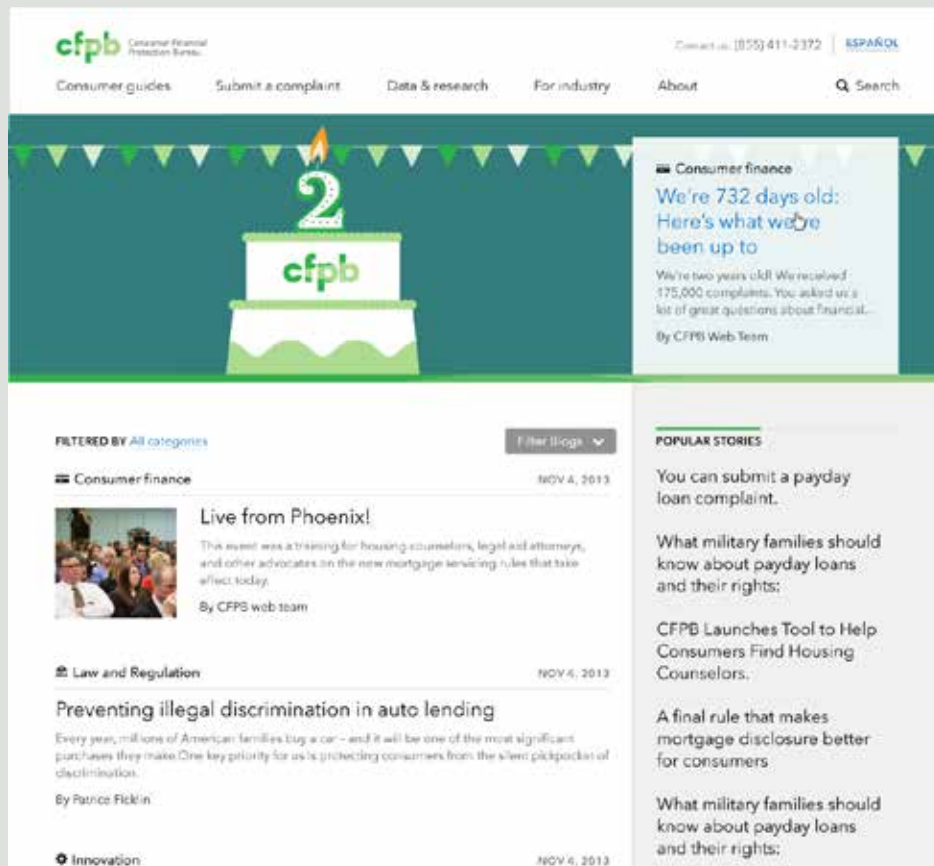 cfpb Consumer Financial
Protection Bureau
Contact us: (855) 411-2372 ESPAÑOL
Consumer guides Submit a complaint Data & research For industry About Search
2
cfpb
Consumer finance
We're 732 days old:
Here's what we're
been up to
We're two years old! We received
175,000 complaints. You asked us a
lot of great questions about financial...
By CFPB Web Team
FILTERED BY All categories
Filter Blogs
Consumer finance NOV 4, 2013
Live from Phoenix!
This event was a training for housing counselors, legal aid attorneys,
and other advocates on the new mortgage servicing rules that take
effect today.
By CFPB web team
Law and Regulation NOV 4, 2013
Preventing illegal discrimination in auto lending
Every year, millions of American families buy a car – and it will be one of the most significant
purchases they make.One key priority for us is protecting consumers from the silent pickpocket of
discrimination.
By Patrice Ficklin
Innovation NOV 4, 2013
POPULAR STORIES
You can submit a payday
loan complaint.
What military families should
know about payday loans
and their rights:
CFPB Launches Tool to Help
Consumers Find Housing
Counselors.
A final rule that makes
mortgage disclosure better
for consumers
What military families should
know about payday loans
and their rights: